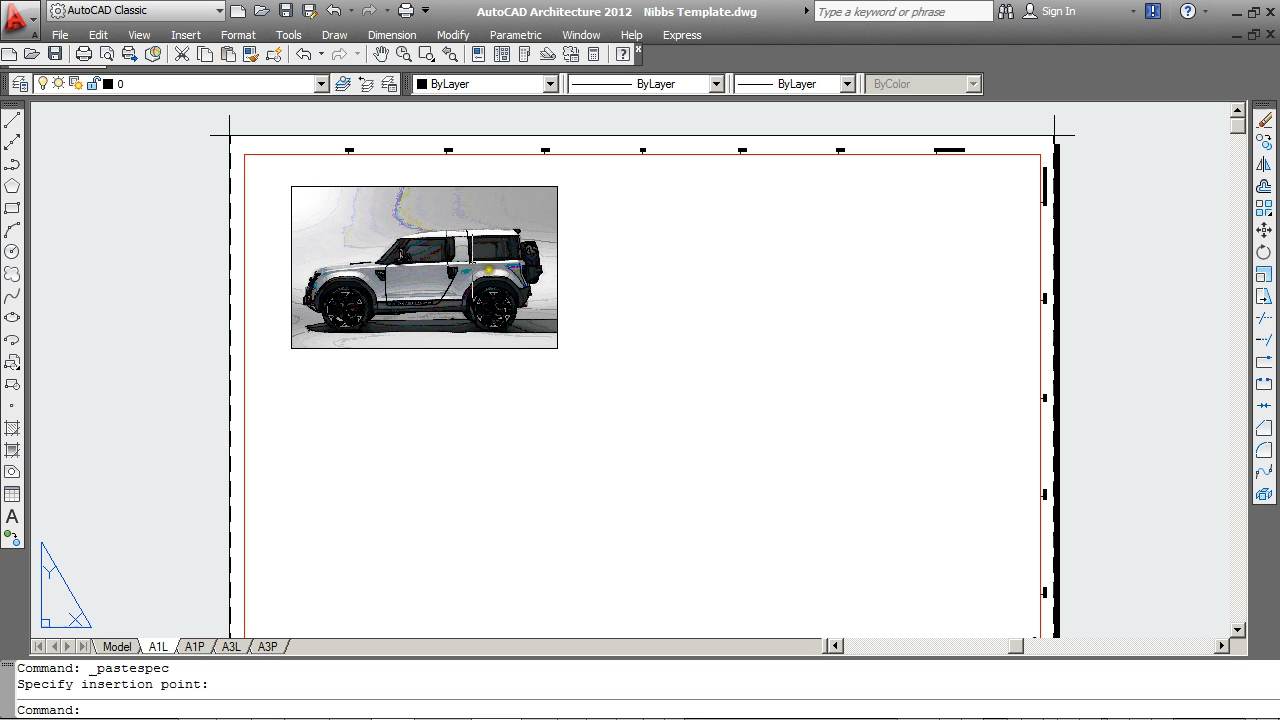 AutoCAD Classic
AutoCAD Architecture 2012 Nibbs Template.dwg
Type a keyword or phrase
Sign In
A
File Edit View Insert Format Tools Draw Dimension Modify Parametric Window Help Express
0
ByLayer
ByLayer
ByLayer
ByColor
A
Y
X
Model A1L A1P A3L A3P
Command: _pastespec
Specify insertion point:
Command: